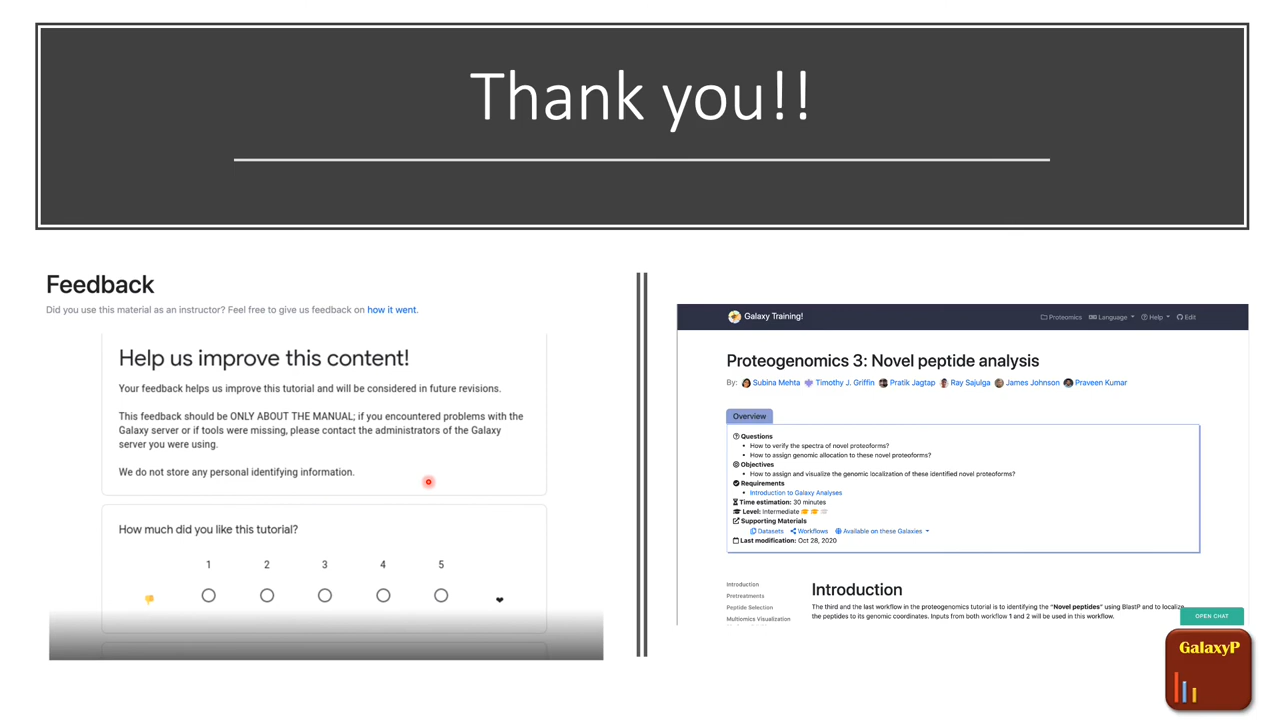 Thank you!!
Feedback
Did you use this material as an instructor? Feel free to give us feedback on how it went.
Help us improve this content!
Your feedback helps us improve this tutorial and will be considered in future revisions.
This feedback should be ONLY ABOUT THE MANUAL; if you encountered problems with the
Galaxy server or if tools were missing, please contact the administrators of the Galaxy
server you were using.
We do not store any personal identifying information.
How much did you like this tutorial?
1 2 3 4 5
Galaxy Training!
Proteomics Language Help Edit
Proteogenomics 3: Novel peptide analysis
By: Subina Mehta Timothy J. Griffin Pratik Jagtap Ray Sajulga James Johnson Praveen Kumar
Overview
Questions
• How to verify the spectra of novel proteoforms?
• How to assign genomic allocation to these novel proteoforms?
Objectives
• How to assign and visualize the genomic localization of these identified novel proteoforms?
Requirements
• Introduction to Galaxy Analyses
Time estimation: 30 minutes
Level: Intermediate
Supporting Materials
Datasets Workflows Available on these Galaxies
Last modification: Oct 28, 2020
Introduction
Pretreatments
Peptide Selection
Multiomics Visualization
Introduction
The third and the last workflow in the proteogenomics tutorial is to identifying the "Novel peptides" using BlastP and to localize
the peptides to its genomic coordinates. Inputs from both workflow 1 and 2 will be used in this workflow.
OPEN CHAT
GalaxyP